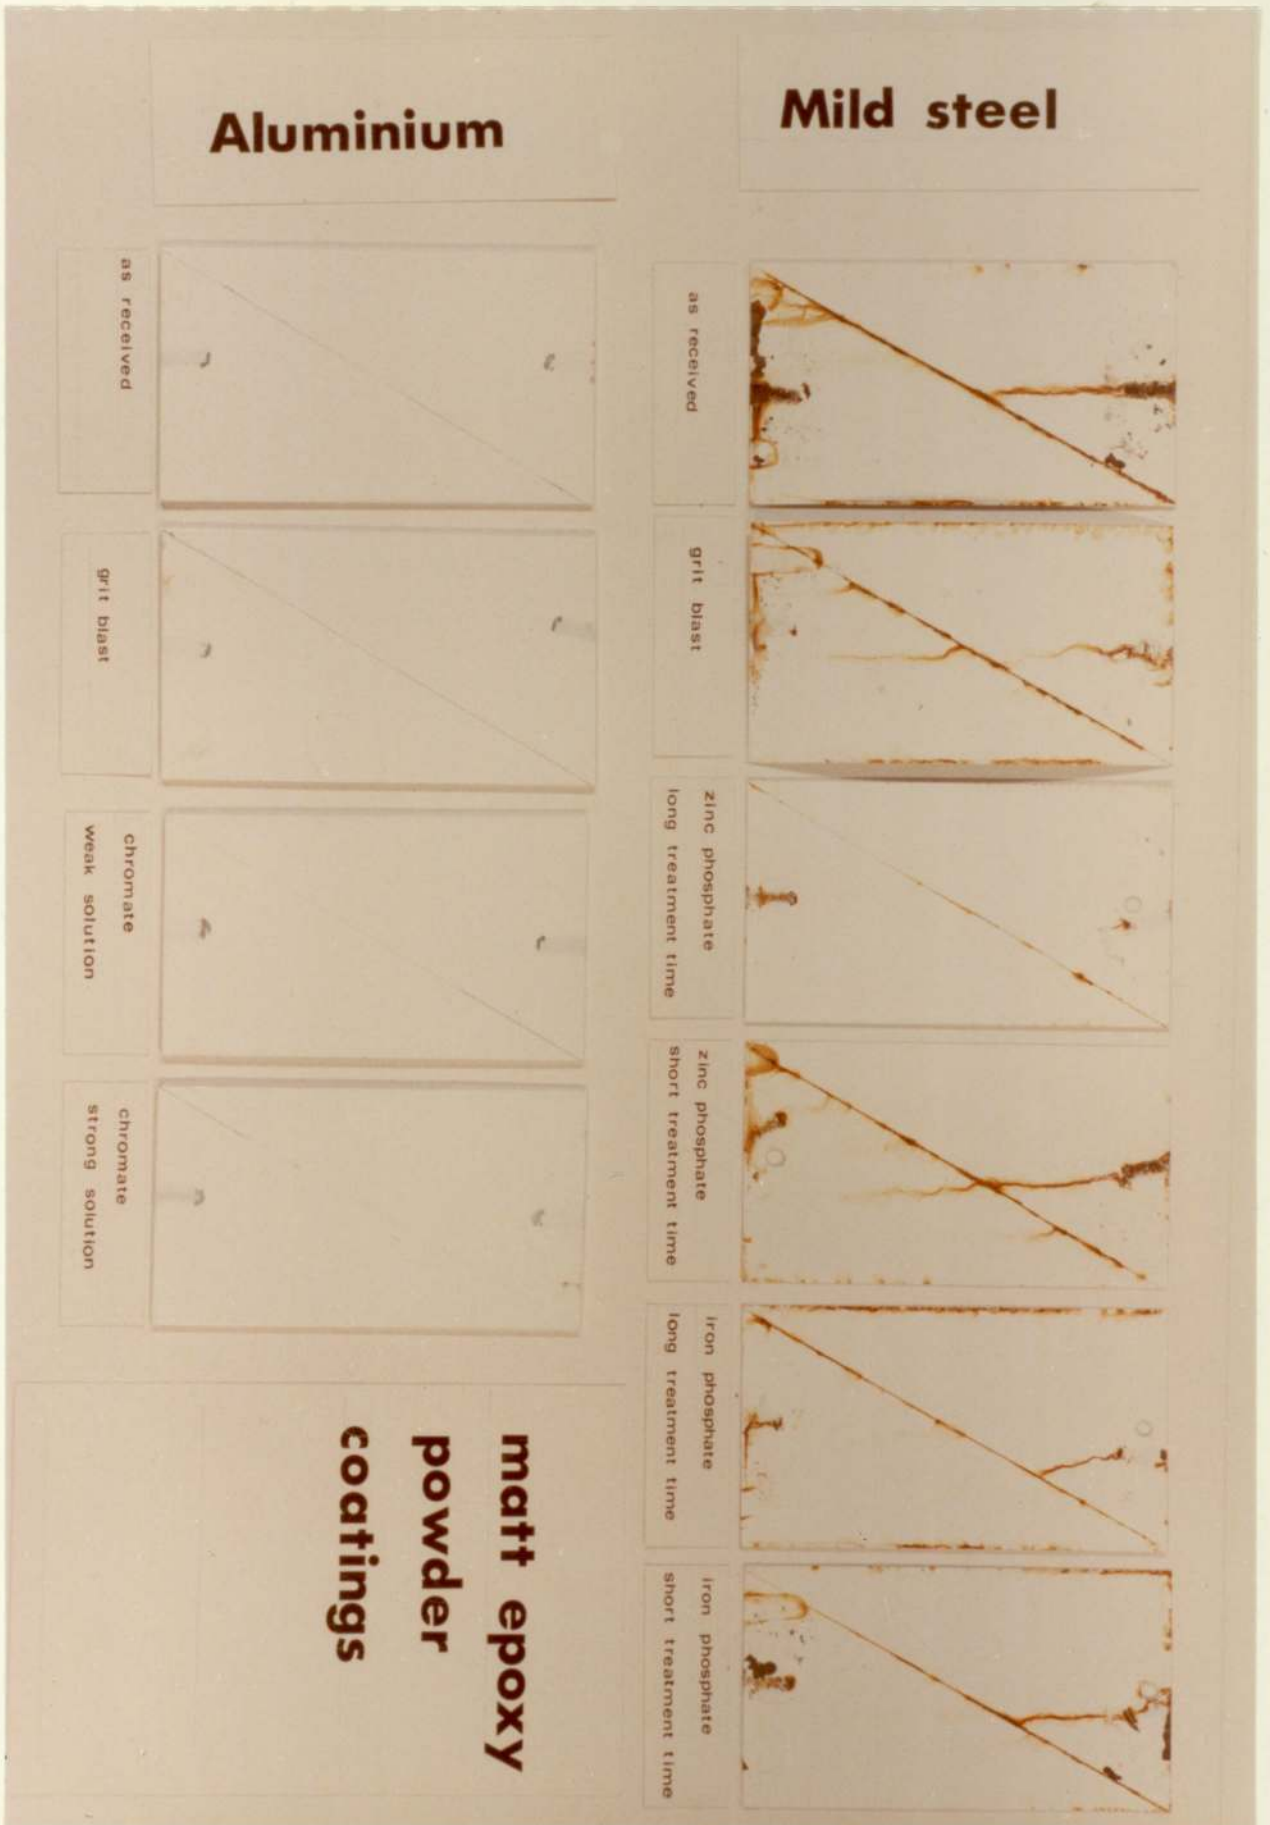 Aluminium
as received
grit blast
chromate
weak solution
chromate
strong solution
Mild steel
as received
grit blast
zinc phosphate
long treatment time
zinc phosphate
short treatment time
iron phosphate
long treatment time
iron phosphate
short treatment time
matt epoxy
powder
coatings